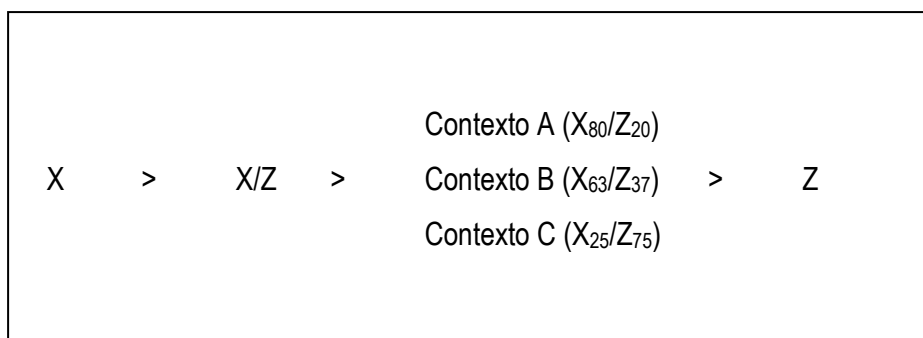 Contexto A (X80/Z20)
X > X/Z > Contexto B (X63/Z37) > Z
Contexto C (X25/Z75)